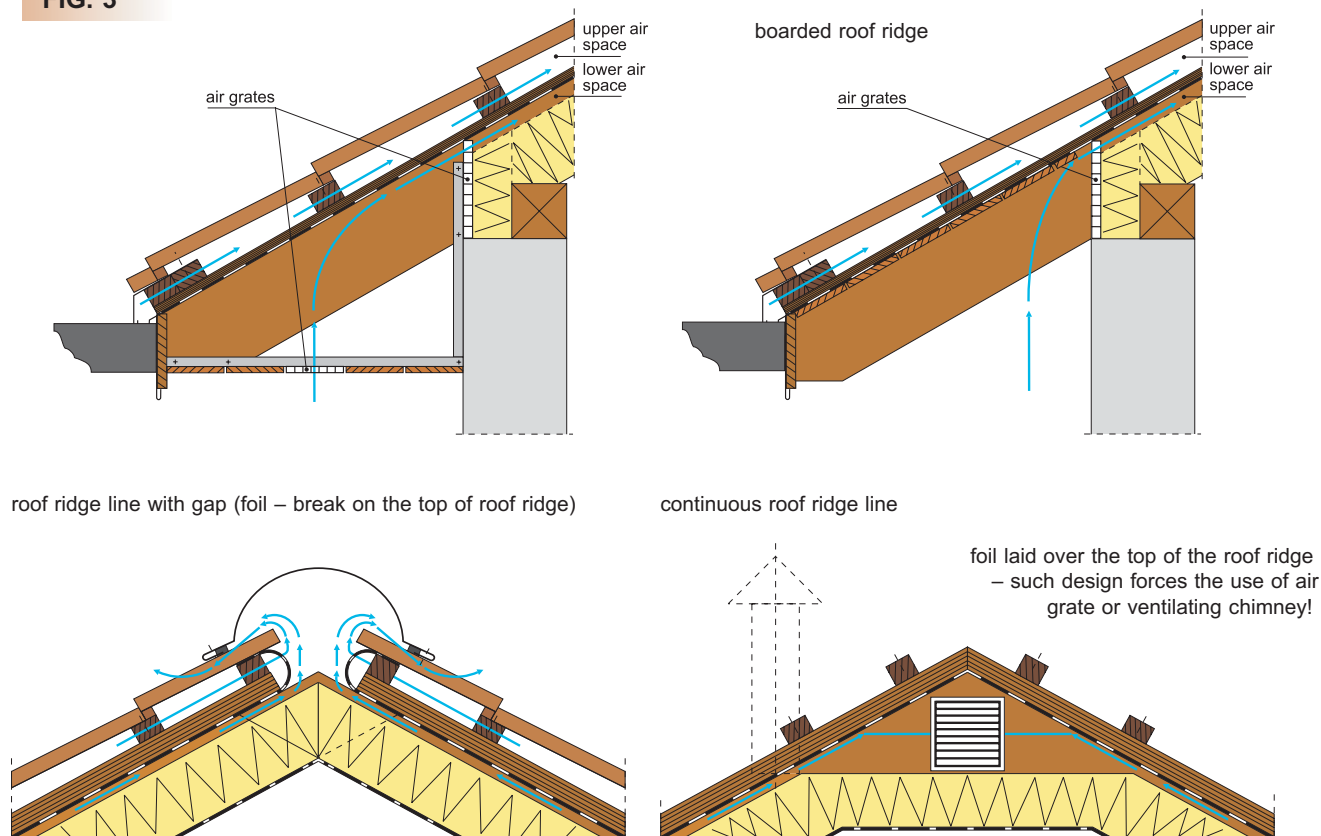 FIG. 3
upper air
space
lower air
space
air grates
boarded roof ridge
upper air
space
lower air
space
air grates
roof ridge line with gap (foil – break on the top of roof ridge)
continuous roof ridge line
foil laid over the top of the roof ridge
– such design forces the use of air
grate or ventilating chimney!